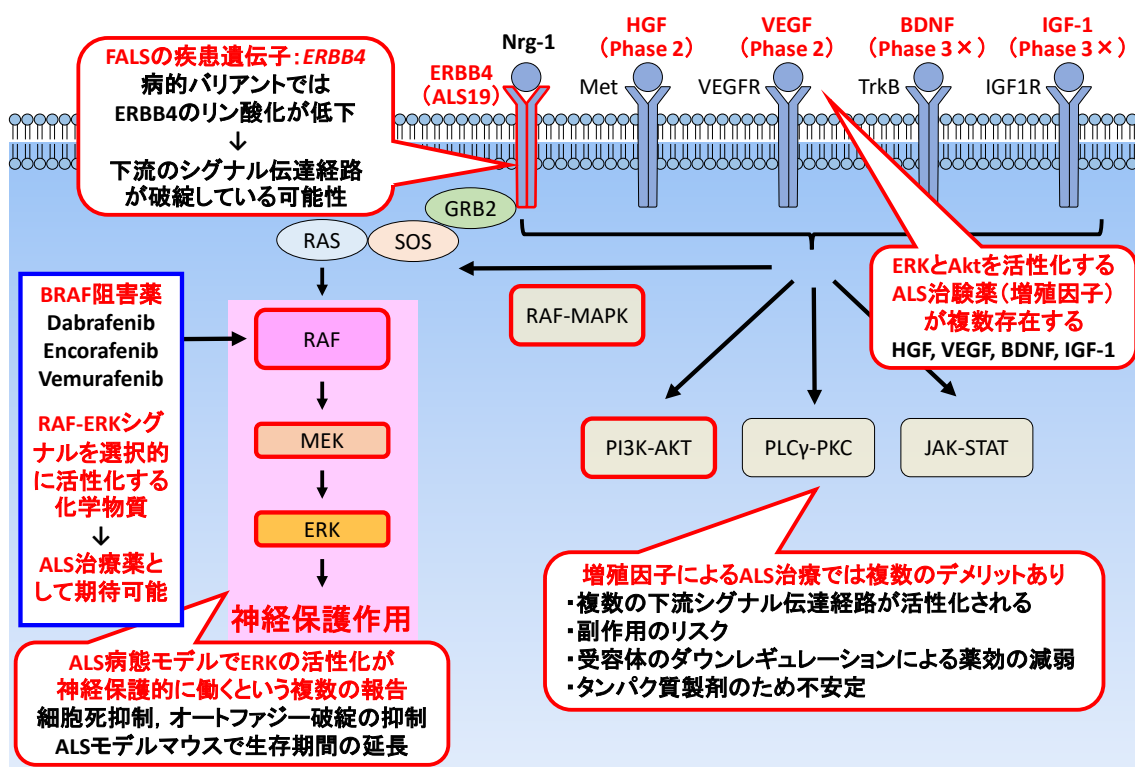 FALSの疾患遺伝子：ERBB4
病的バリアントでは
ERBB4のリン酸化が低下
↓
下流のシグナル伝達経路
が破綻している可能性
Nrg-1
ERBB4
（ALS19）
HGF
（Phase 2）
Met
VEGF
（Phase 2）
VEGFR
BDNF
（Phase 3×）
TrkB
IGF-1
（Phase 3×）
IGF1R
GRB2
SOS
RAS
ERKとAktを活性化する
ALS治験薬（増殖因子）
が複数存在する
HGF, VEGF, BDNF, IGF-1
BRAF阻害薬
Dabrafenib
Encorafenib
Vemurafenib
RAF-ERKシグ
ナルを選択的
に活性化する
化学物質
↓
ALS治療薬と
して期待可能
RAF
MEK
ERK
神経保護作用
RAF-MAPK
PI3K-AKT
PLCγ-PKC
JAK-STAT
ALS病態モデルでERKの活性化が
神経保護的に働くという複数の報告
細胞死抑制，オートファジー破綻の抑制
ALSモデルマウスで生存期間の延長
増殖因子によるALS治療では複数のデメリットあり
・複数の下流シグナル伝達経路が活性化される
・副作用のリスク
・受容体のダウンレギュレーションによる薬効の減弱
・タンパク質製剤のため不安定